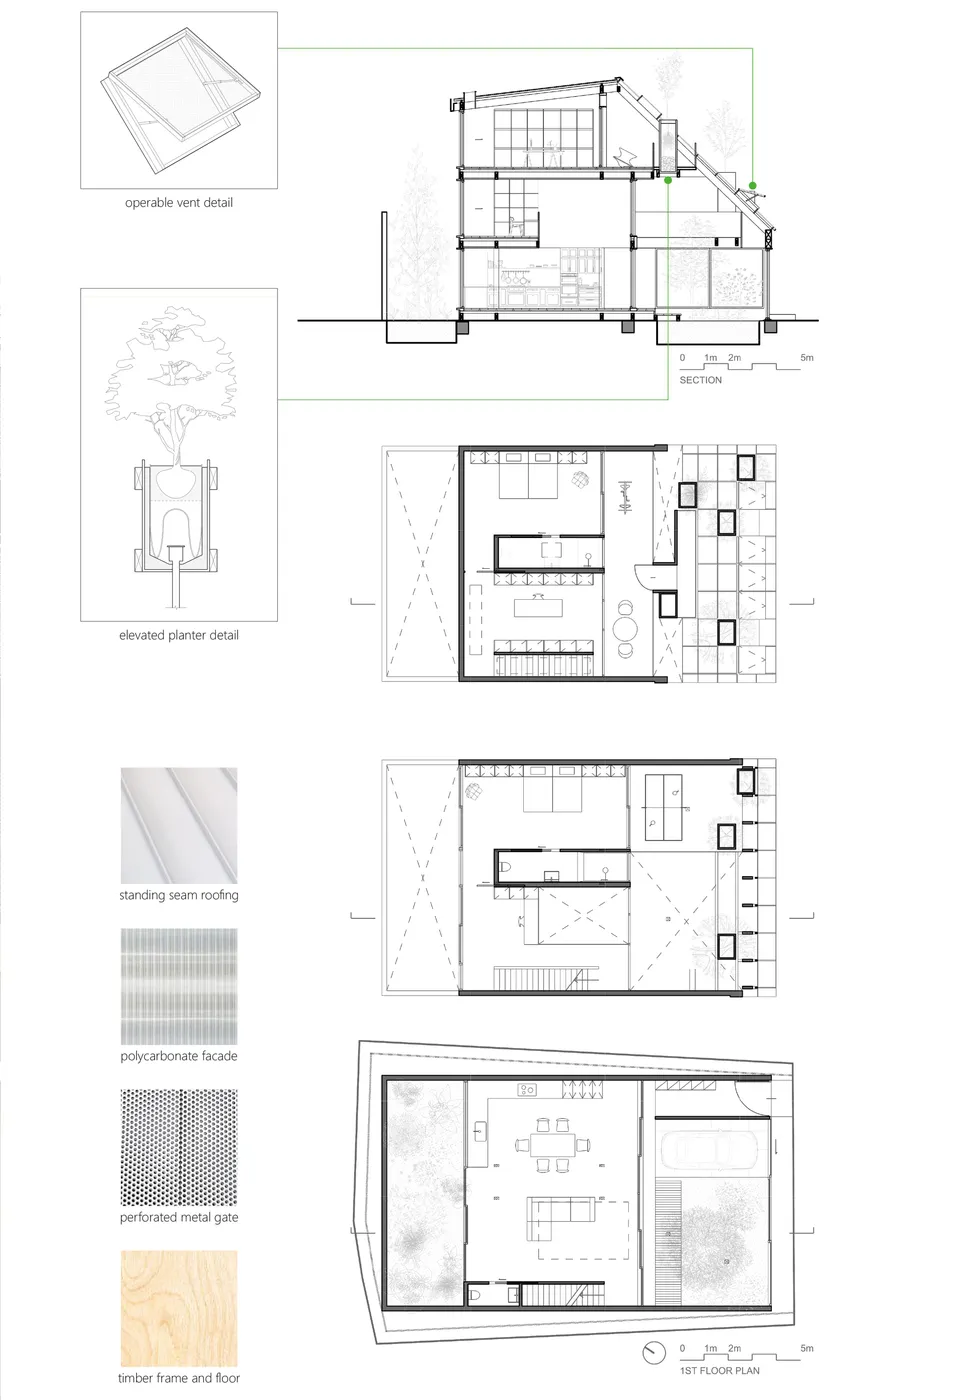 operable vent detail
0 1m 2m 5m
SECTION
elevated planter detail
standing seam roofing
polycarbonate facade
perforated metal gate
timber frame and floor
0 1m 2m 5m
1ST FLOOR PLAN